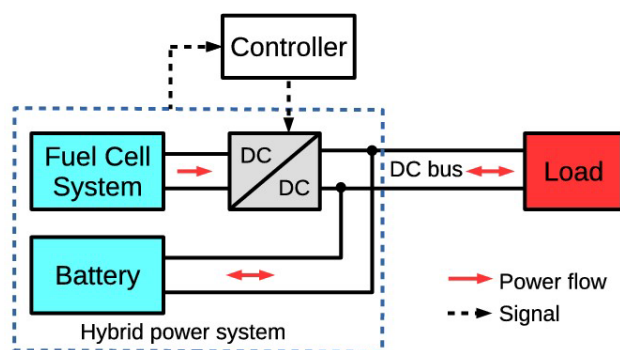 Controller
Fuel Cell
System
DC
DC
DC bus
Load
Battery
Hybrid power system
Power flow
Signal